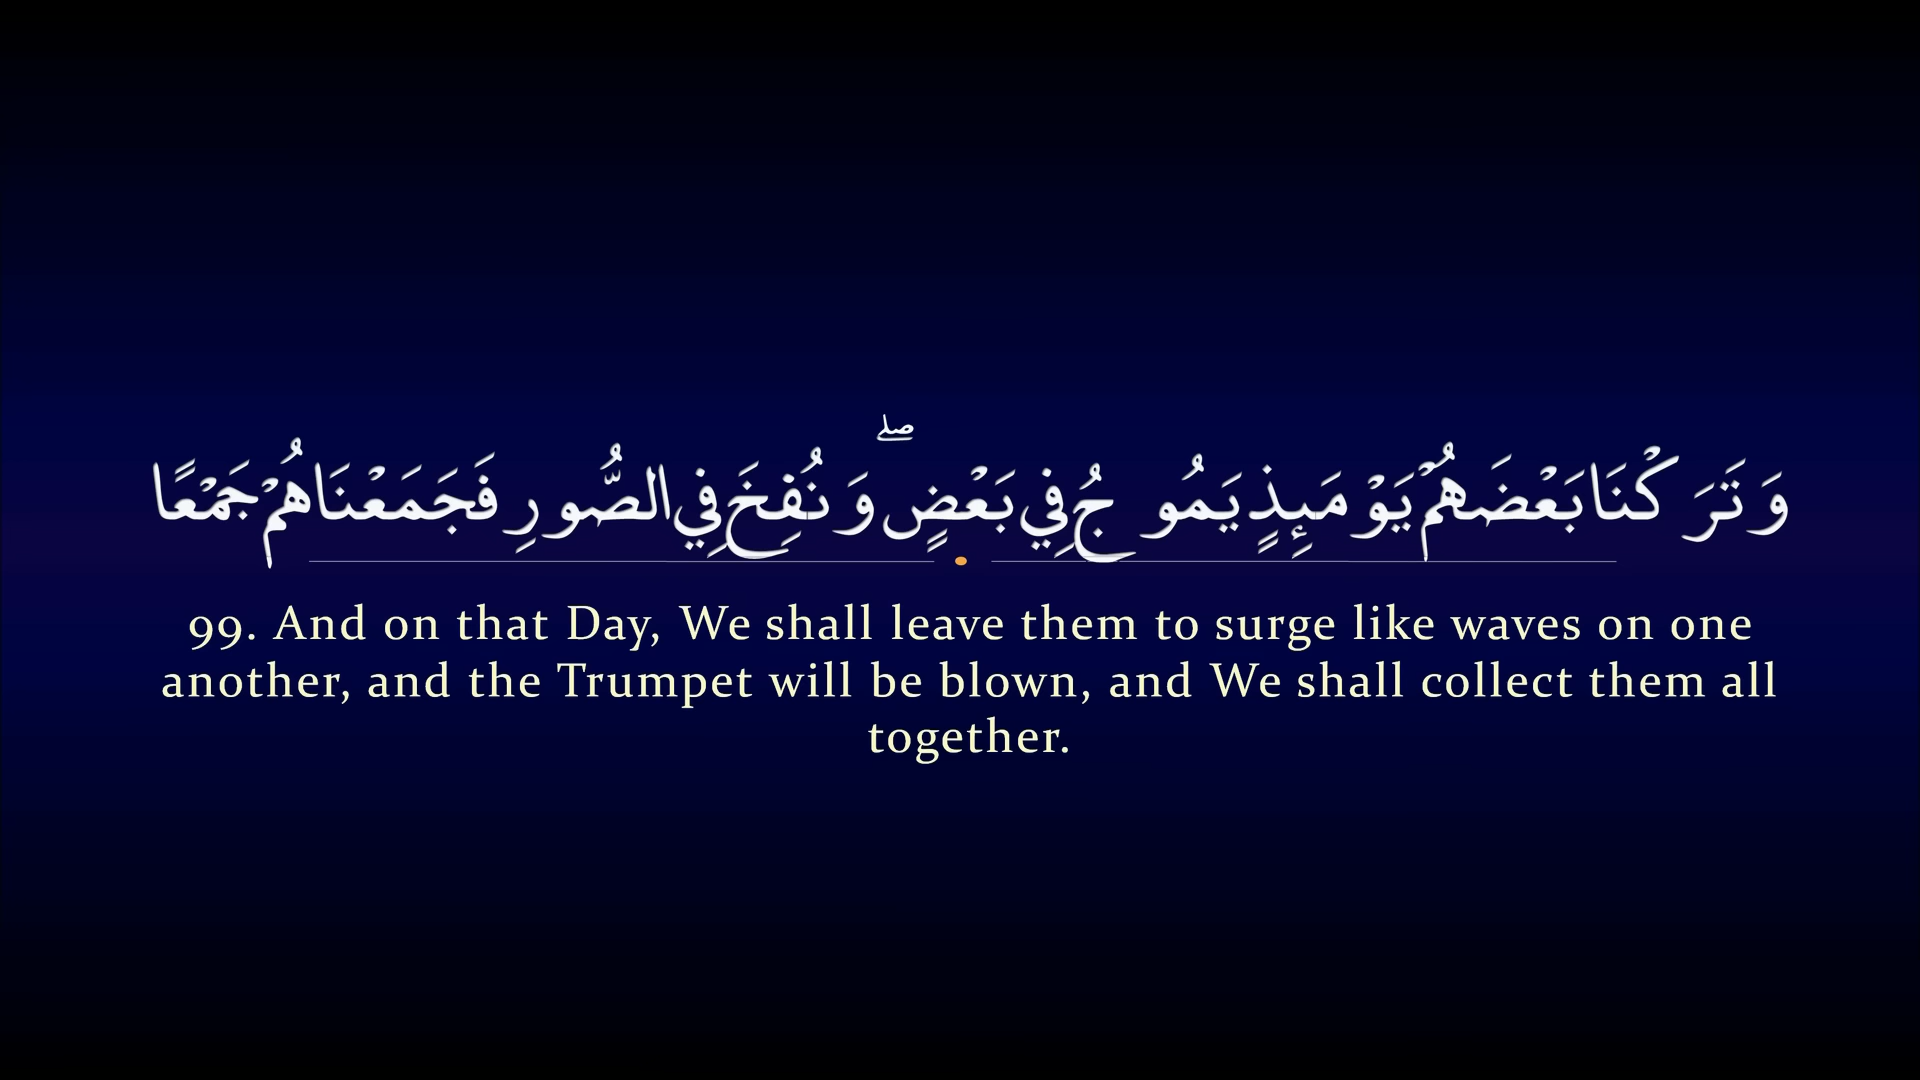 وَتَرَكْنَا بَعْضَهُمْ يَوْمَئِذٍ يَمُوجُ فِي بَعْضٍ ۖ وَنُفِخَ فِي الصُّورِ فَجَمَعْنَاهُمْ جَمْعًا
99. And on that Day, We shall leave them to surge like waves on one
another, and the Trumpet will be blown, and We shall collect them all
together.